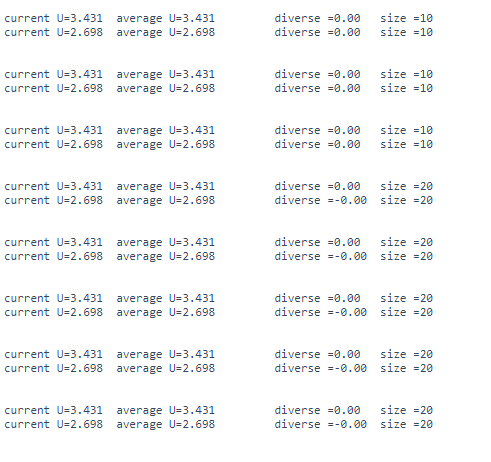 current U=3.431  average U=3.431         diverse =0.00   size =10
current U=2.698  average U=2.698         diverse =0.00   size =10
current U=3.431  average U=3.431         diverse =0.00   size =10
current U=2.698  average U=2.698         diverse =0.00   size =10
current U=3.431  average U=3.431         diverse =0.00   size =10
current U=2.698  average U=2.698         diverse =0.00   size =10
current U=3.431  average U=3.431         diverse =0.00   size =20
current U=2.698  average U=2.698         diverse =-0.00  size =20
current U=3.431  average U=3.431         diverse =0.00   size =20
current U=2.698  average U=2.698         diverse =-0.00  size =20
current U=3.431  average U=3.431         diverse =0.00   size =20
current U=2.698  average U=2.698         diverse =-0.00  size =20
current U=3.431  average U=3.431         diverse =0.00   size =20
current U=2.698  average U=2.698         diverse =-0.00  size =20
current U=3.431  average U=3.431         diverse =0.00   size =20
current U=2.698  average U=2.698         diverse =-0.00  size =20